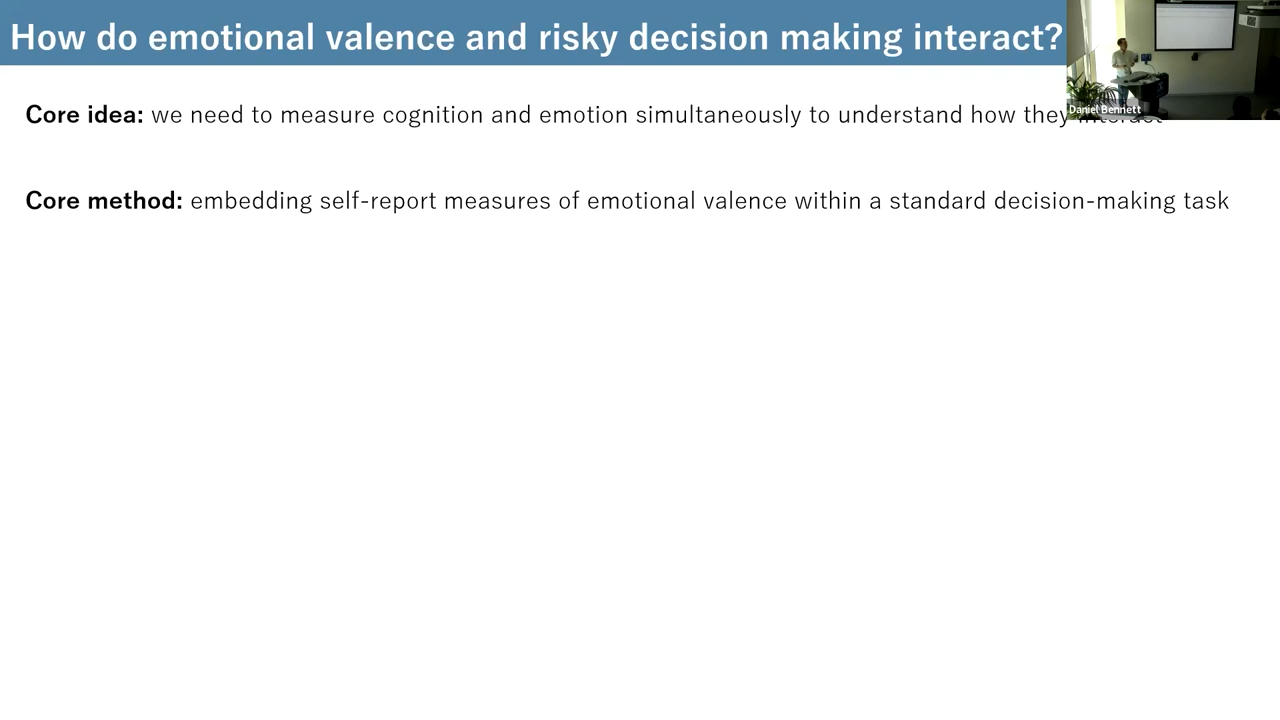 How do emotional valence and risky decision making interact?
Daniel Bennett
Core idea: we need to measure cognition and emotion simultaneously to understand how they interact
Core method: embedding self-report measures of emotional valence within a standard decision-making task